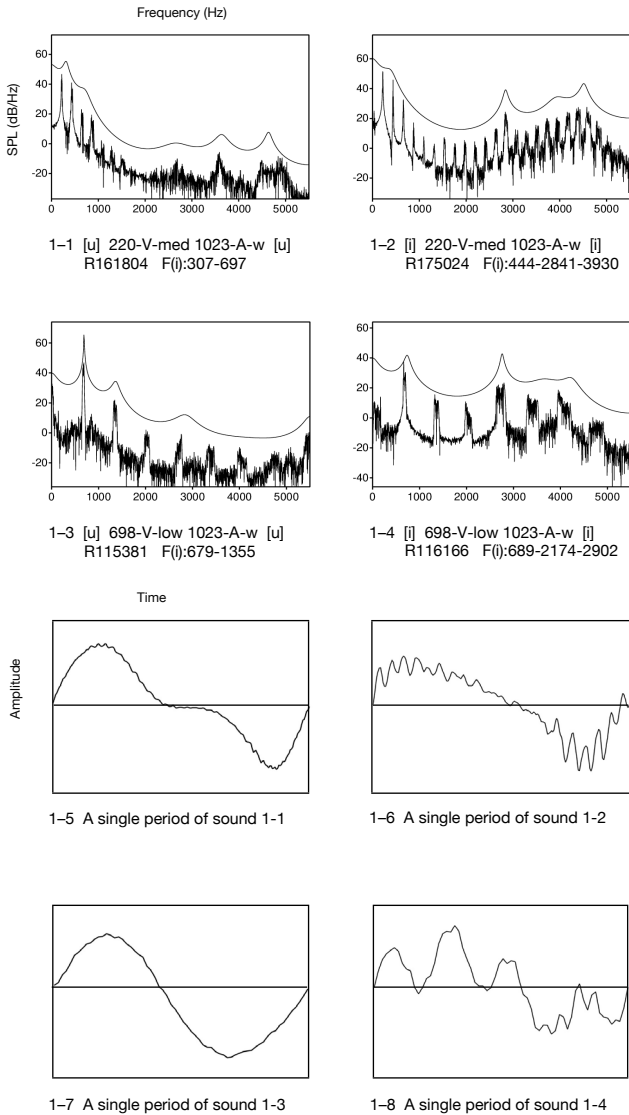 Frequency (Hz)
SPL (dB/Hz)
60
40
20
0
-20
0 1000 2000 3000 4000 5000
60
40
20
0
-20
0 1000 2000 3000 4000 5000
1–1 [u] 220-V-med 1023-A-w [u]
R161804 F(i):307-697
1–2 [i] 220-V-med 1023-A-w [i]
R175024 F(i):444-2841-3930
60
40
20
0
-20
0 1000 2000 3000 4000 5000
60
40
20
0
-20
-40
0 1000 2000 3000 4000 5000
1–3 [u] 698-V-low 1023-A-w [u]
R115381 F(i):679-1355
1–4 [i] 698-V-low 1023-A-w [i]
R116166 F(i):689-2174-2902
Time
Amplitude
1–5 A single period of sound 1-1
1–6 A single period of sound 1-2
1–7 A single period of sound 1-3
1–8 A single period of sound 1-4